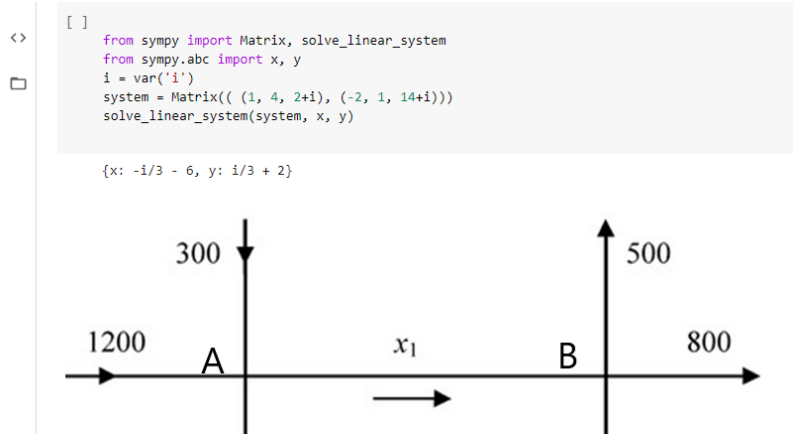 [ ]
from sympy import Matrix, solve_linear_system
from sympy.abc import x, y
i = var('i')
system = Matrix(( (1, 4, 2+i), (-2, 1, 14+i)))
solve_linear_system(system, x, y)
{x: -i/3 - 6, y: i/3 + 2}
300
500
1200
A
x₁
B
800